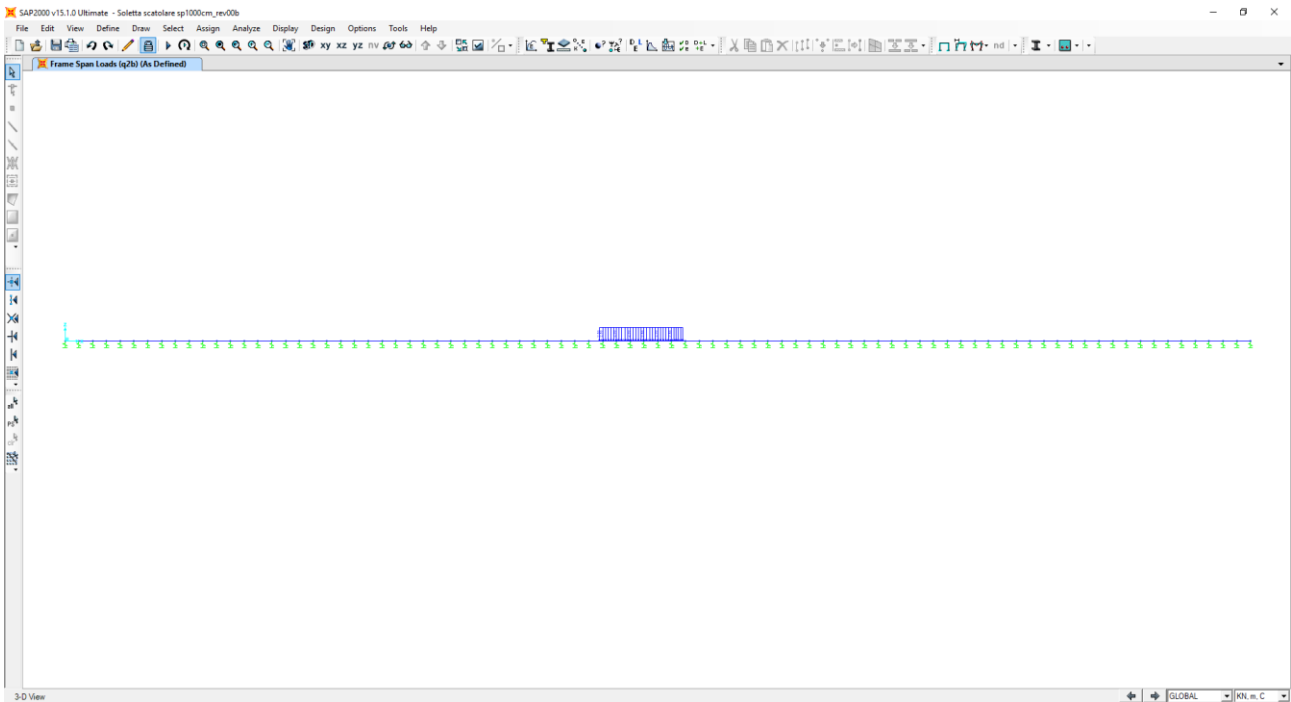 SAP2000 v15.1.0 Ultimate - Soletta scatolare sp1000cm_rev00b
File Edit View Define Draw Select Assign Analyze Display Design Options Tools Help
xy xz yz nv nd
Frame Span Loads (q2b) (As Defined)
3-D View GLOBAL KN, m, C